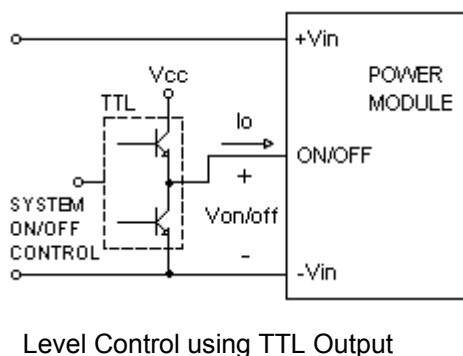 +Vin
Vcc
POWER
MODULE
TTL
Io
ON/OFF
+
SYSTEM
ON/OFF
CONTROL
Von/off
-
-Vin
Level Control using TTL Output